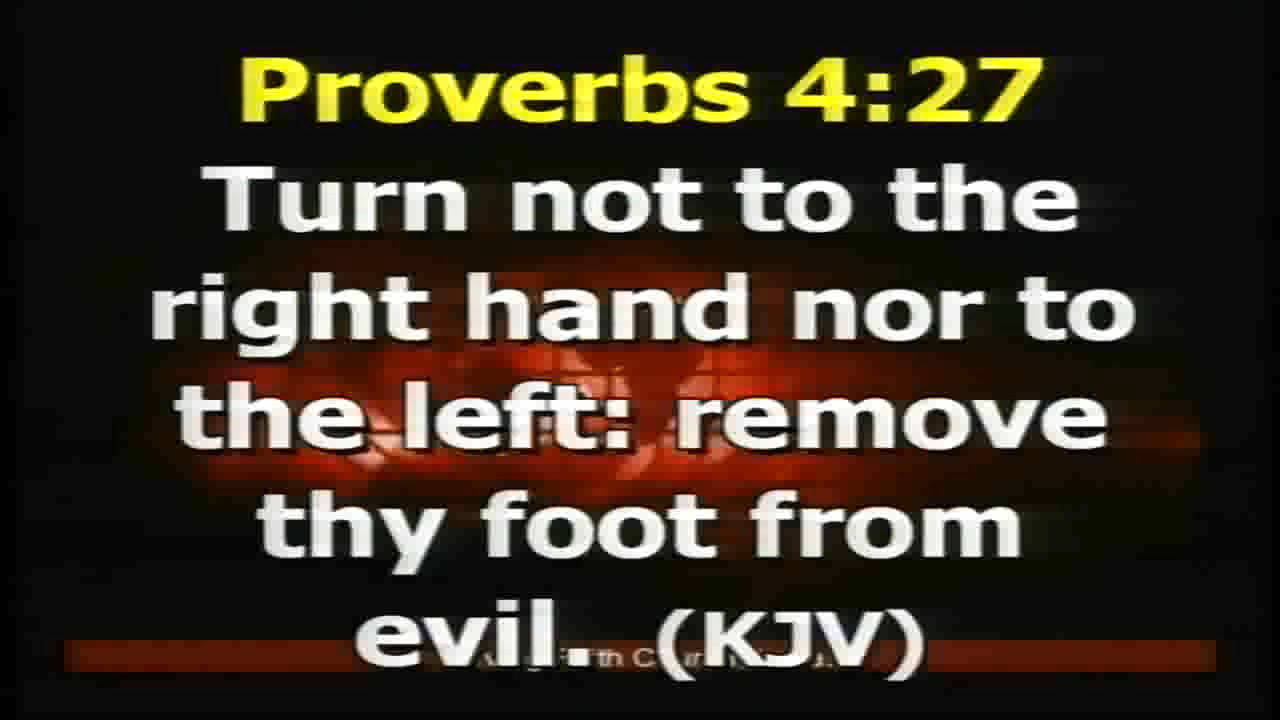 Proverbs 4:27
Turn not to the
right hand nor to
the left: remove
thy foot from
evil. (KJV)